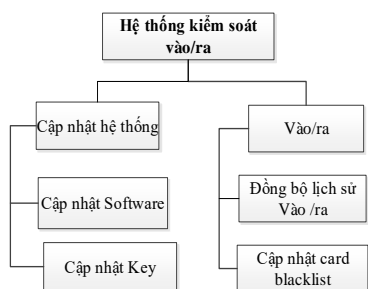 Hệ thống kiểm soát
vào/ra
Cập nhật hệ thống
Vào/ra
Cập nhật Software
Đồng bộ lịch sử
Vào /ra
Cập nhật Key
Cập nhật card
blacklist